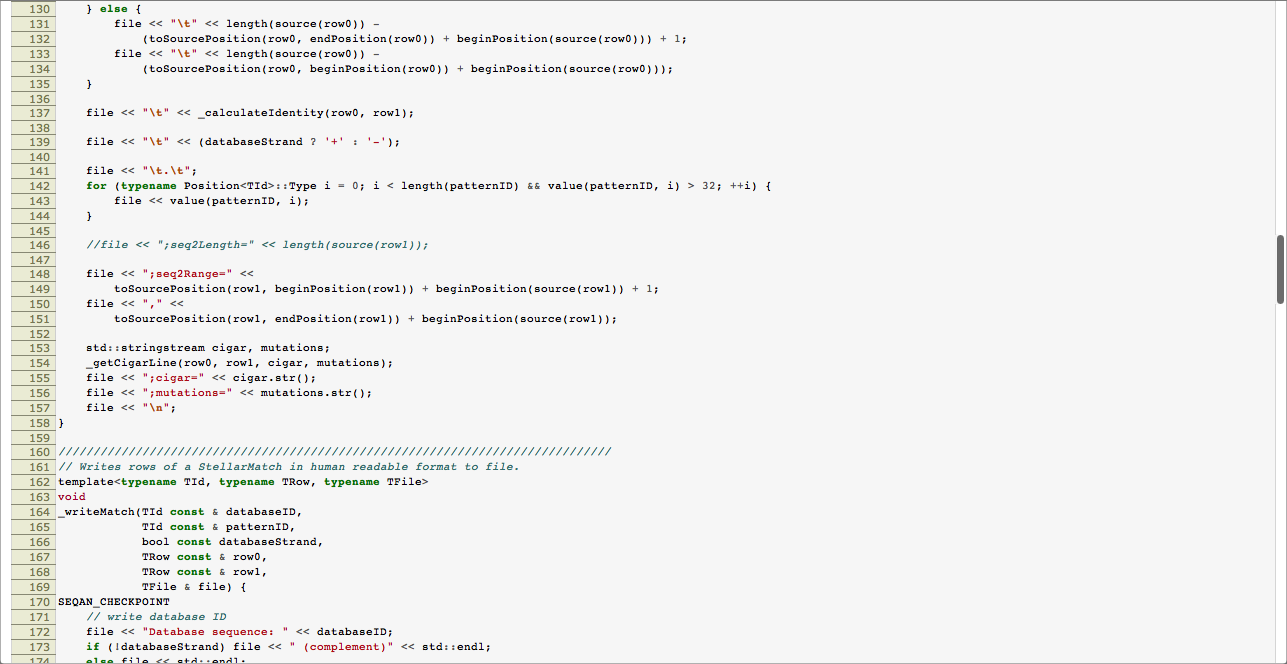 130 } else {
131 file << "\t" << length(source(row0)) -
132 (toSourcePosition(row0, endPosition(row0)) + beginPosition(source(row0))) + 1;
133 file << "\t" << length(source(row0)) -
134 (toSourcePosition(row0, beginPosition(row0)) + beginPosition(source(row0)));
135 }
136
137 file << "\t" << _calculateIdentity(row0, row1);
138
139 file << "\t" << (databaseStrand ? '+' : '-');
140
141 file << "\t.\t";
142 for (typename Position<TId>::Type i = 0; i < length(patternID) && value(patternID, i) > 32; ++i) {
143 file << value(patternID, i);
144 }
145
146 //file << ";seq2Length=" << length(source(row1));
147
148 file << ";seq2Range=" <<
149 toSourcePosition(row1, beginPosition(row1)) + beginPosition(source(row1)) + 1;
150 file << "," <<
151 toSourcePosition(row1, endPosition(row1)) + beginPosition(source(row1));
152
153 std::stringstream cigar, mutations;
154 _getCigarLine(row0, row1, cigar, mutations);
155 file << ";cigar=" << cigar.str();
156 file << ";mutations=" << mutations.str();
157 file << "\n";
158 }
159
160 ///////////////////////////////////////////////////////////////////////////////
161 // Writes rows of a StellarMatch in human readable format to file.
162 template<typename TId, typename TRow, typename TFile>
163 void
164 _writeMatch(TId const & databaseID,
165 TId const & patternID,
166 bool const databaseStrand,
167 TRow const & row0,
168 TRow const & row1,
169 TFile & file) {
170 SEQAN_CHECKPOINT
171 // write database ID
172 file << "Database sequence: " << databaseID;
173 if (!databaseStrand) file << " (complement)" << std::endl;
174 else file << std::endl;